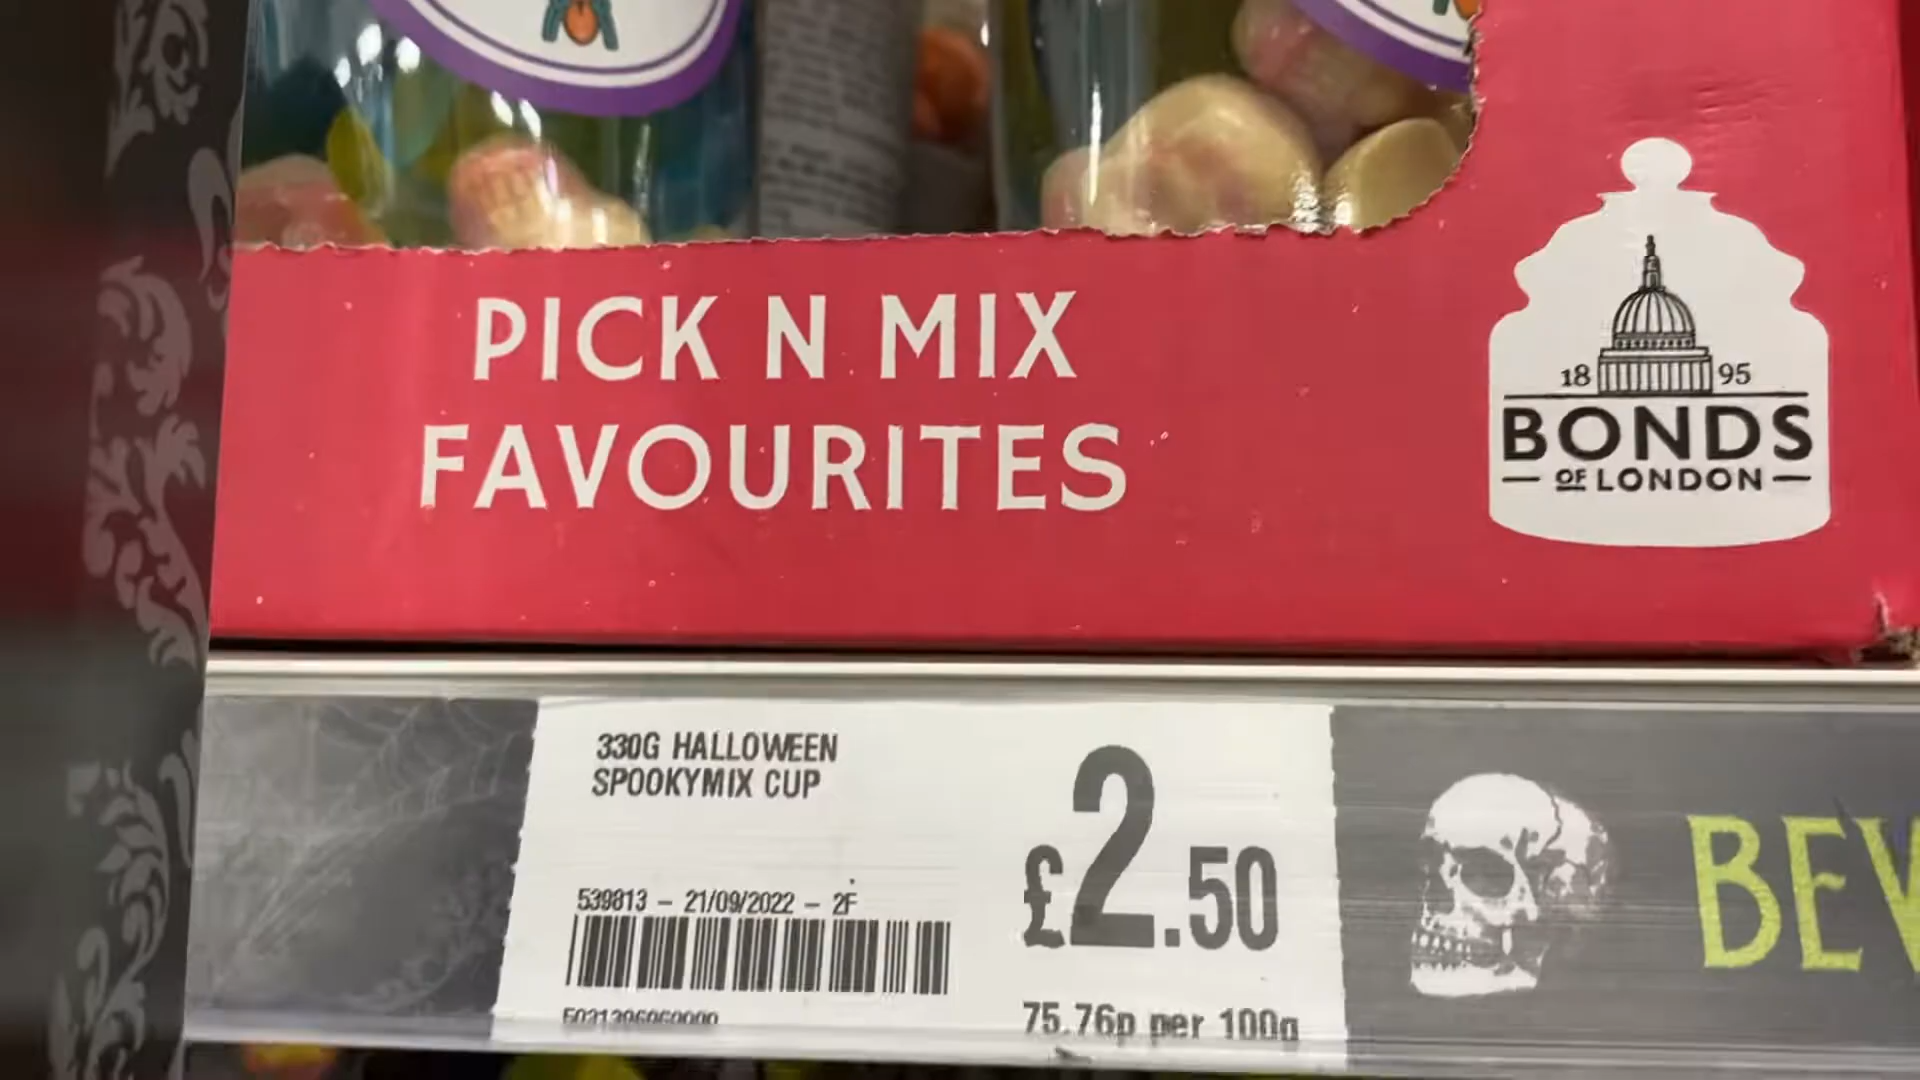 PICK N MIX
FAVOURITES
18 95
BONDS
OF LONDON
330G HALLOWEEN
SPOOKYMIX CUP
£2.50
539813 - 21/09/2022 - 2F
75.76p per 100g